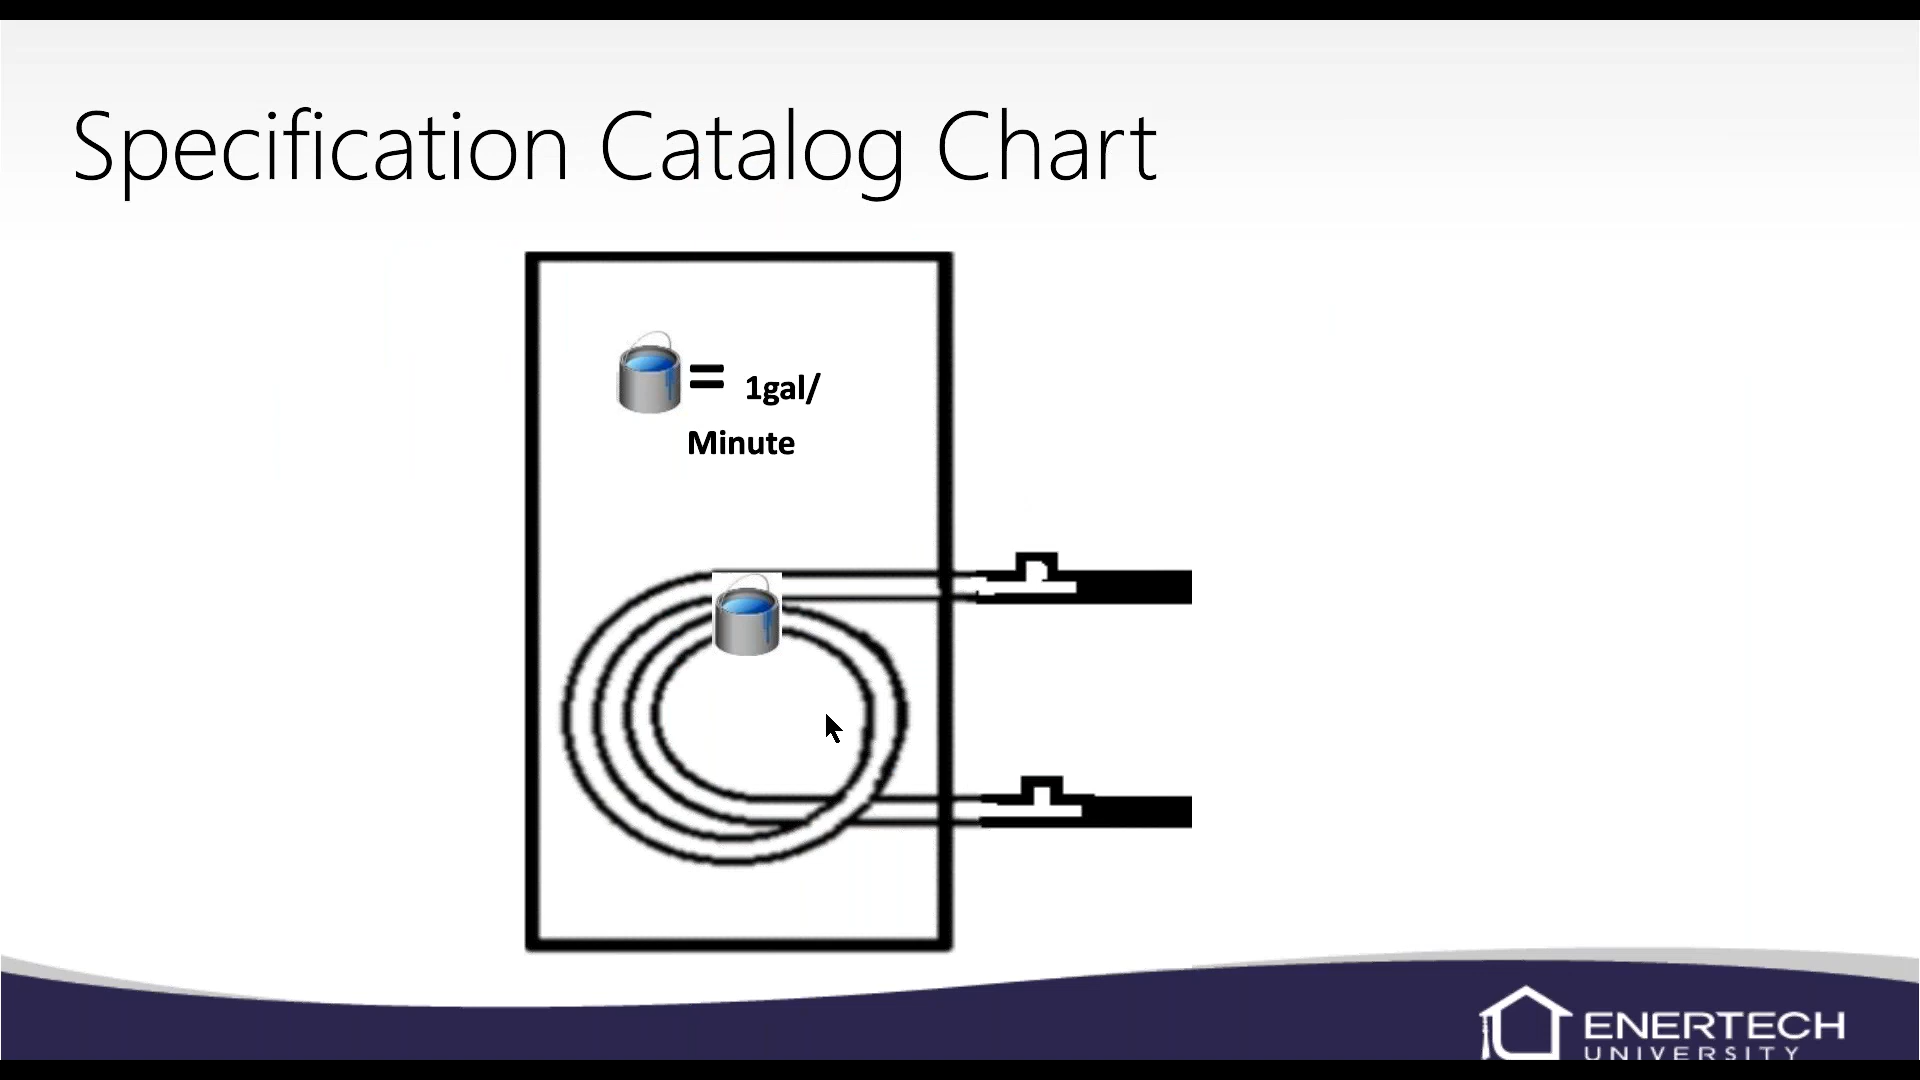 Specification Catalog Chart
= 1gal/
Minute
ENERTECH
UNIVERSITY